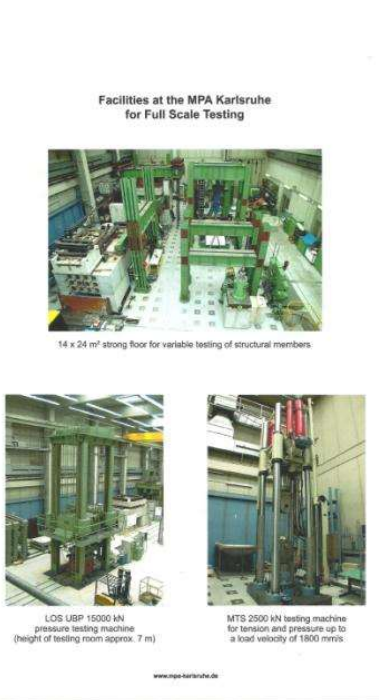 Facilities at the MPA Karlsruhe
for Full Scale Testing
14 x 24 m² strong floor for variable testing of structural members
LOS UBP 15000 kN
pressure testing machine
(height of testing room approx. 7 m)
MTS 2500 kN testing machine
for tension and pressure up to
a load velocity of 1800 mm/s
www.mpa-karlsruhe.de